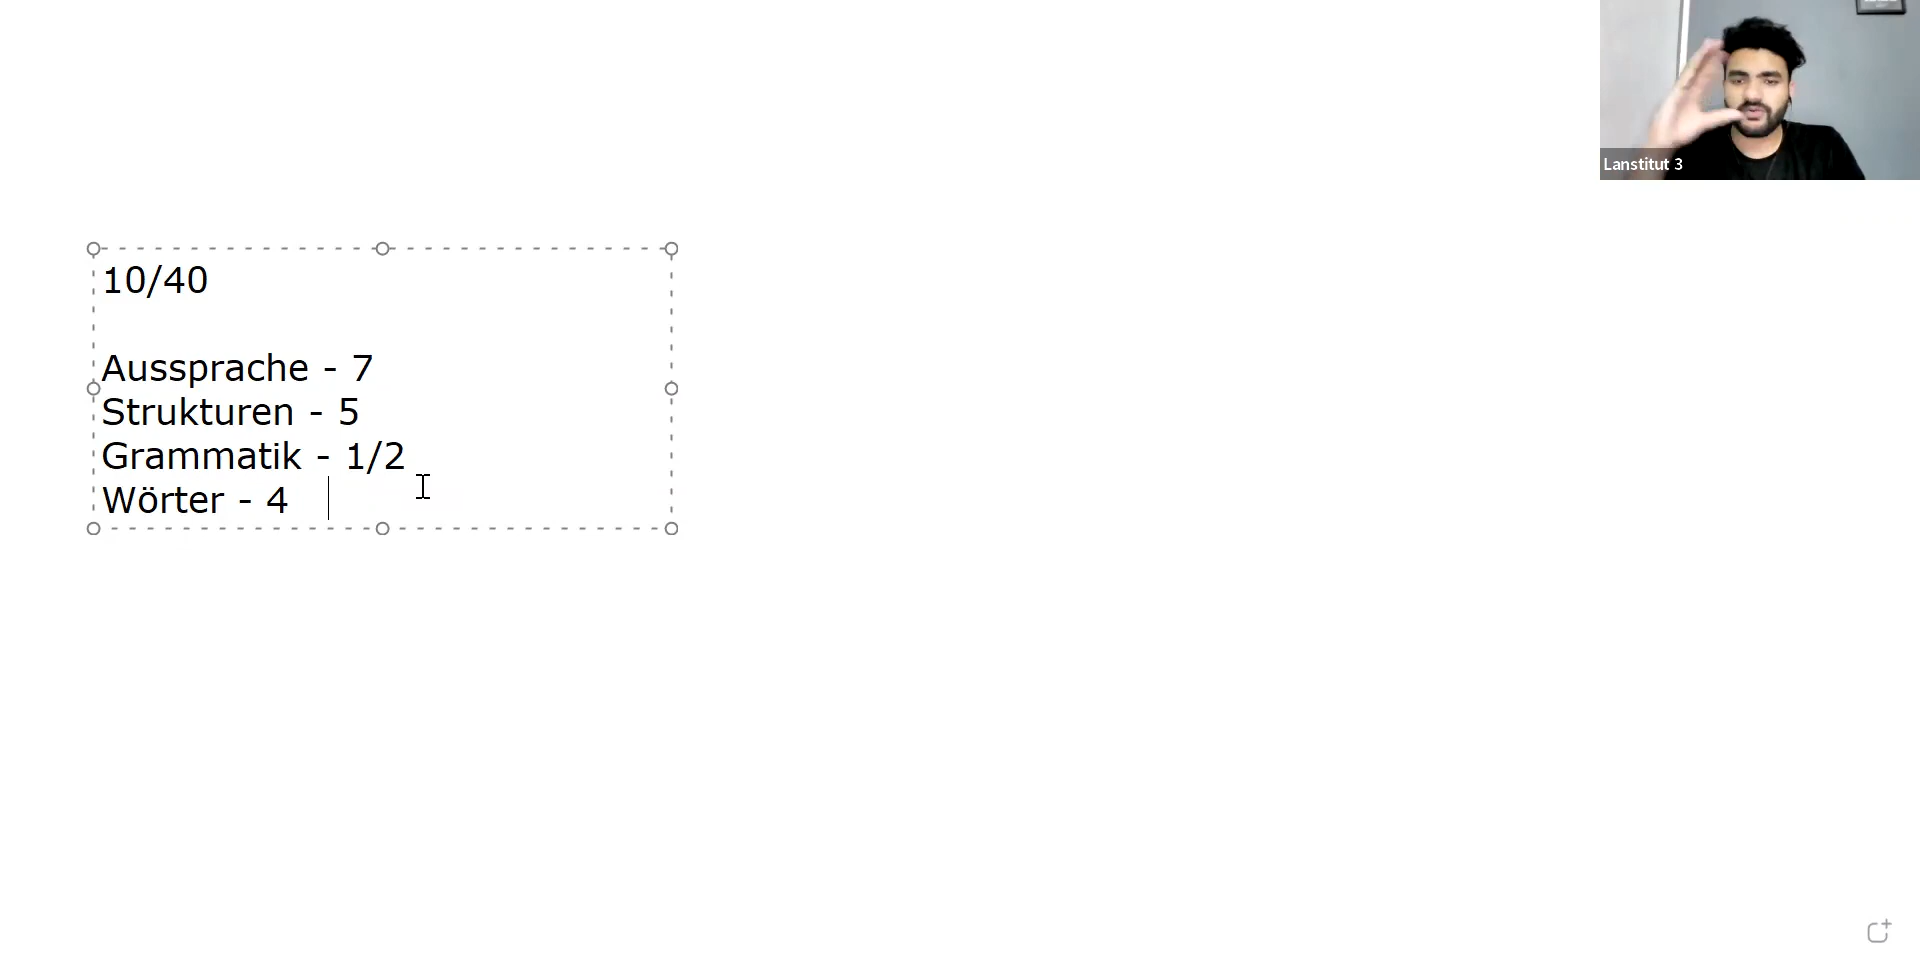 Lanstitut 3
10/40
Aussprache - 7
Strukturen - 5
Grammatik - 1/2
Wörter - 4